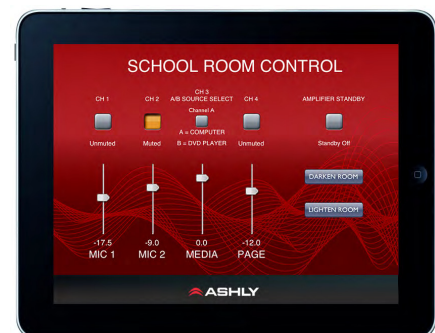 SCHOOL ROOM CONTROL
CH 1
CH 2
CH 3
A/B SOURCE SELECT
CH 4
AMPLIFIER STANDBY
Channel A
A = COMPUTER
Unmuted
Muted
B = DVD PLAYER
Unmuted
Standby Off
DARKEN ROOM
LIGHTEN ROOM
-17.5
-9.0
0.0
-12.0
MIC 1
MIC 2
MEDIA
PAGE
ASHLY